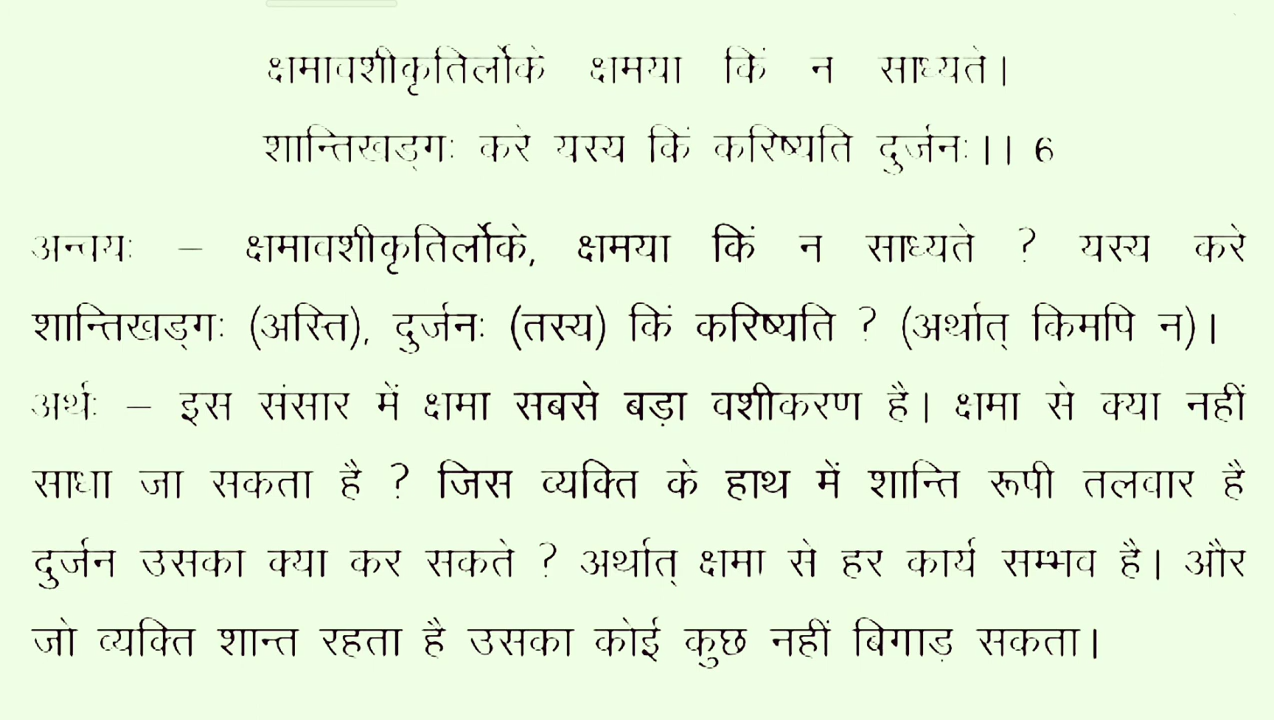 क्षमावशीकृतिर्लोके क्षमया किं न साध्यते।
शान्तिखड्गः करे यस्य किं करिष्यति दुर्जनः।। 6
अन्वयः – क्षमावशीकृतिर्लोके, क्षमया किं न साध्यते ? यस्य करे
शान्तिखड्गः (अस्ति), दुर्जनः (तस्य) किं करिष्यति ? (अर्थात् किमपि न)।
अर्थः – इस संसार में क्षमा सबसे बड़ा वशीकरण है। क्षमा से क्या नहीं
साधा जा सकता है ? जिस व्यक्ति के हाथ में शान्ति रूपी तलवार है
दुर्जन उसका क्या कर सकते ? अर्थात् क्षमा से हर कार्य सम्भव है। और
जो व्यक्ति शान्त रहता है उसका कोई कुछ नहीं बिगाड़ सकता।